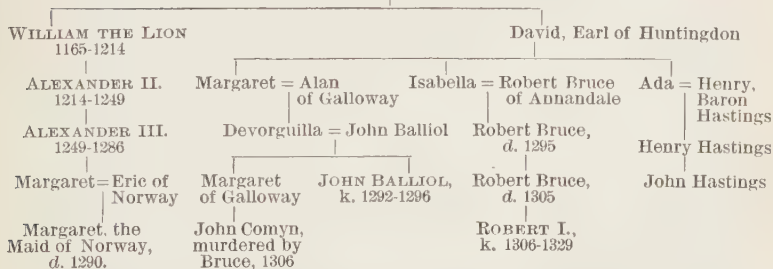 WILLIAM THE LION David, Earl of Huntingdon
1165-1214
ALEXANDER II. Margaret = Alan Isabella = Robert Bruce Ada = Henry,
1214-1249 of Galloway of Annandale Baron
Hastings
ALEXANDER III. Devorguilla = John Balliol Robert Bruce,
1249-1286 d. 1295 Henry Hastings
Margaret = Eric of Margaret JOHN BALLIOL, Robert Bruce, John Hastings
Norway of Galloway k. 1292-1296 d. 1305
Margaret. the John Comyn, ROBERT I.,
Maid of Norway, murdered by k. 1306-1329
d. 1290. Bruce, 1306